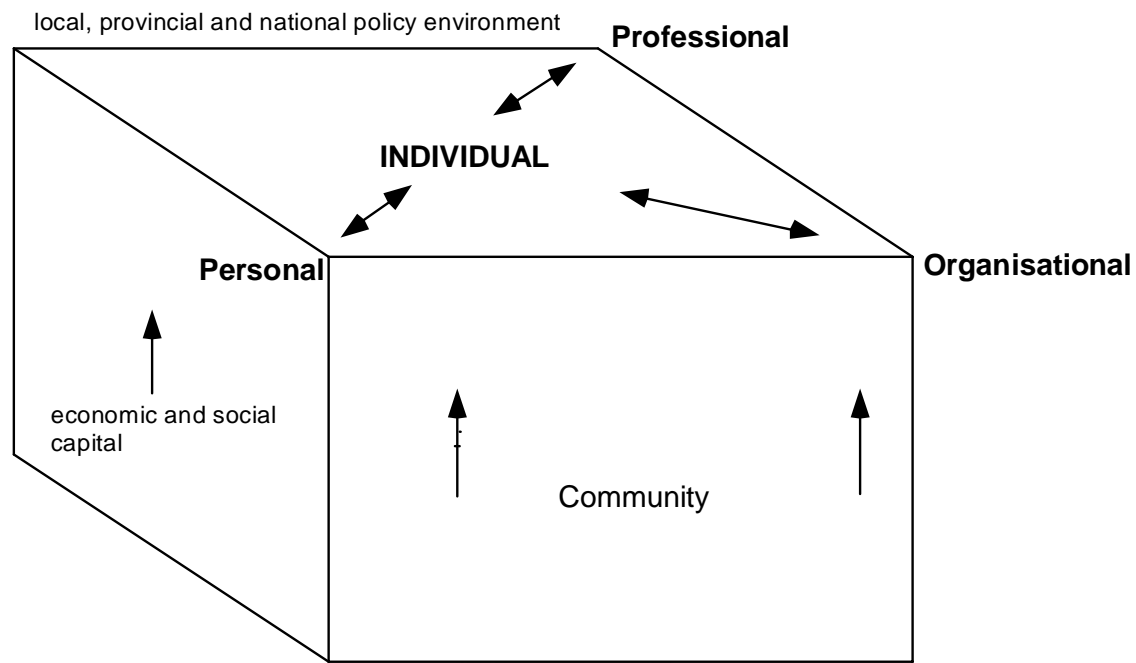 local, provincial and national policy environment
Professional
INDIVIDUAL
Personal
Organisational
economic and social
capital
Community